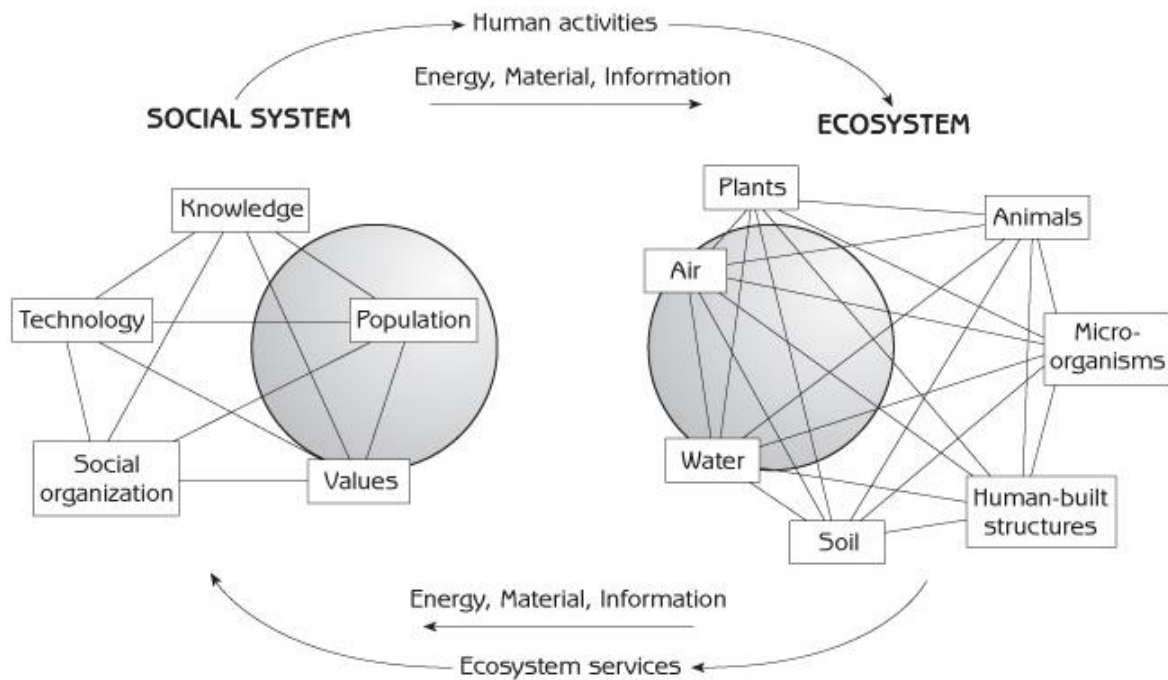 Human activities
Energy, Material, Information
SOCIAL SYSTEM
ECOSYSTEM
Knowledge
Technology
Population
Social
organization
Values
Plants
Animals
Air
Micro-
organisms
Water
Human-built
structures
Soil
Energy, Material, Information
Ecosystem services